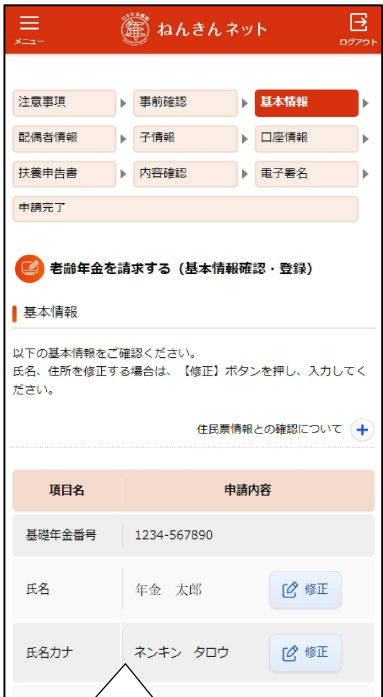 メニュー
ねんきんネット
ログアウト
注意事項
事前確認
基本情報
配偶者情報
子情報
口座情報
扶養申告書
内容確認
電子署名
申請完了
老齢年金を請求する（基本情報確認・登録）
基本情報
以下の基本情報をご確認ください。
氏名、住所を修正する場合は、【修正】ボタンを押し、入力してく
ださい。
住民票情報との確認について
項目名 申請内容
基礎年金番号 1234-567890
氏名 年金 太郎 修正
氏名カナ ネンキン タロウ 修正